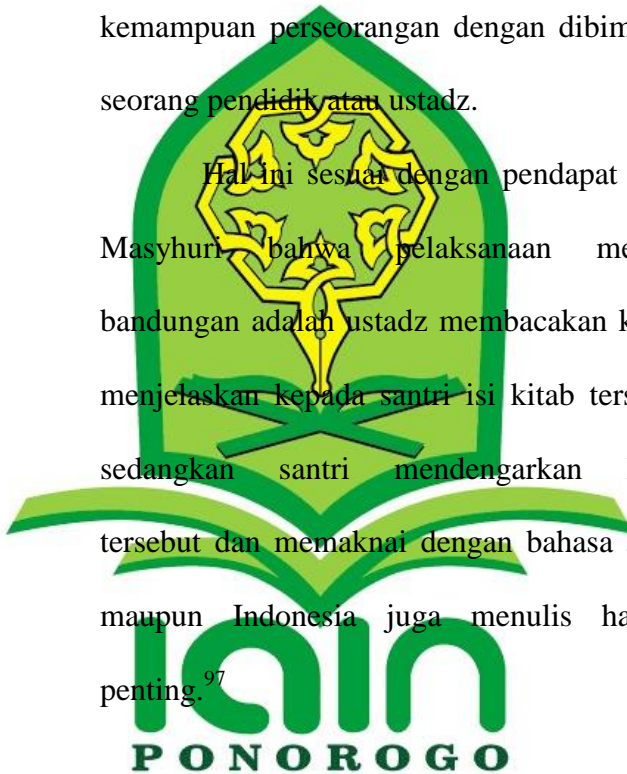 kemampuan perseorangan dengan dibim
seorang pendidik atau ustadz.
Hal ini sesuai dengan pendapat
Masyhuri bahwa pelaksanaan me
bandungan adalah ustadz membacakan k
menjelaskan kepada santri isi kitab ters
sedangkan santri mendengarkan
tersebut dan memaknai dengan bahasa
maupun Indonesia juga menulis ha
penting.97
iain
PONOROGO